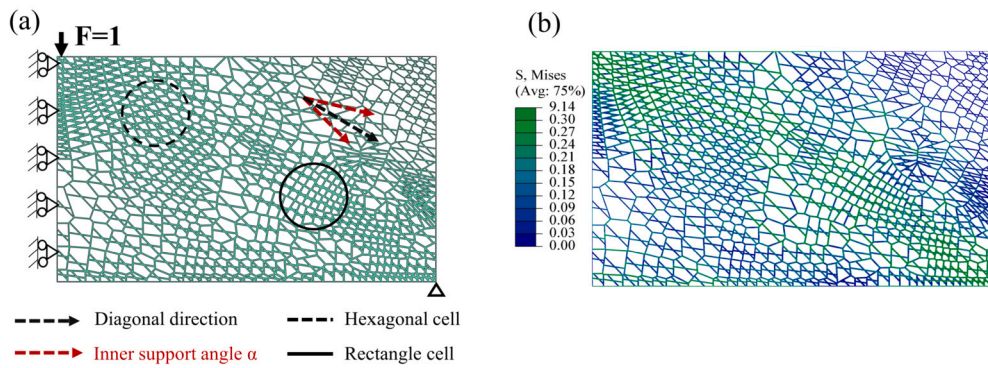 (a)
F=1
Diagonal direction
Hexagonal cell
Inner support angle α
Rectangle cell
(b)
S, Mises
(Avg: 75%)
9.14
0.30
0.27
0.24
0.21
0.18
0.15
0.12
0.09
0.06
0.03
0.00